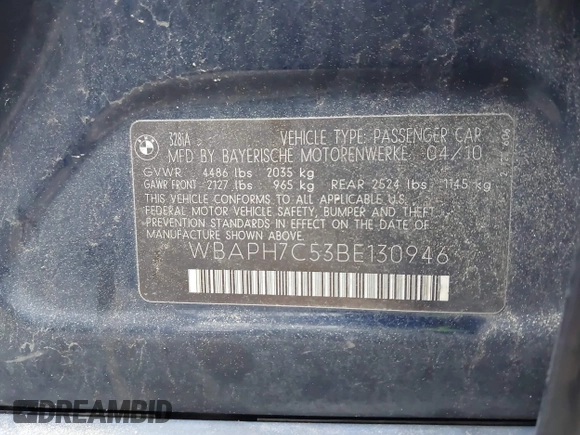 BMW
328iA
VEHICLE TYPE: PASSENGER CAR
MFD BY BAYERISCHE MOTORENWERKE 04/10
GVWR 4486 lbs 2035 kg
GAWR FRONT 2127 lbs 965 kg REAR 2524 lbs 1145 kg
THIS VEHICLE CONFORMS TO ALL APPLICABLE U.S.
FEDERAL MOTOR VEHICLE SAFETY, BUMPER AND THEFT
PREVENTION STANDARDS IN EFFECT ON THE DATE
OF MANUFACTURE SHOWN ABOVE.
WBAPH7C53BE130946
DREAMBID